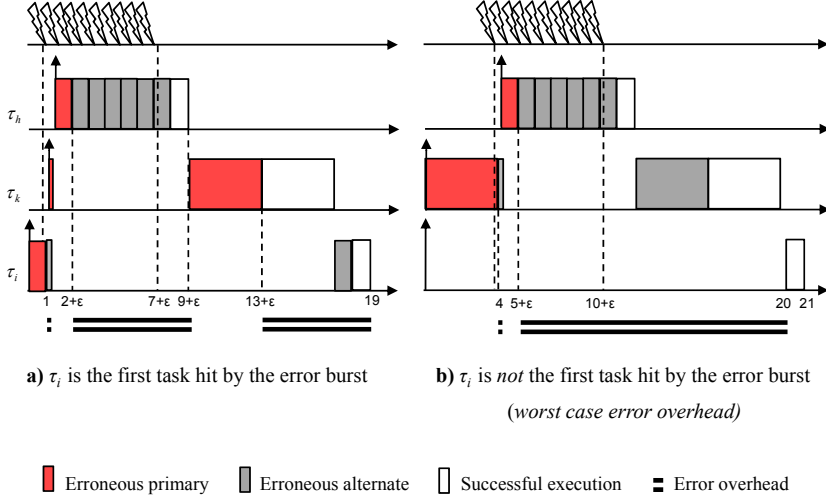 τh
τk
τi
1 2+ε 7+ε 9+ε 13+ε 19
4 5+ε 10+ε 20 21
a) τi is the first task hit by the error burst
b) τi is not the first task hit by the error burst
(worst case error overhead)
Erroneous primary
Erroneous alternate
Successful execution
Error overhead